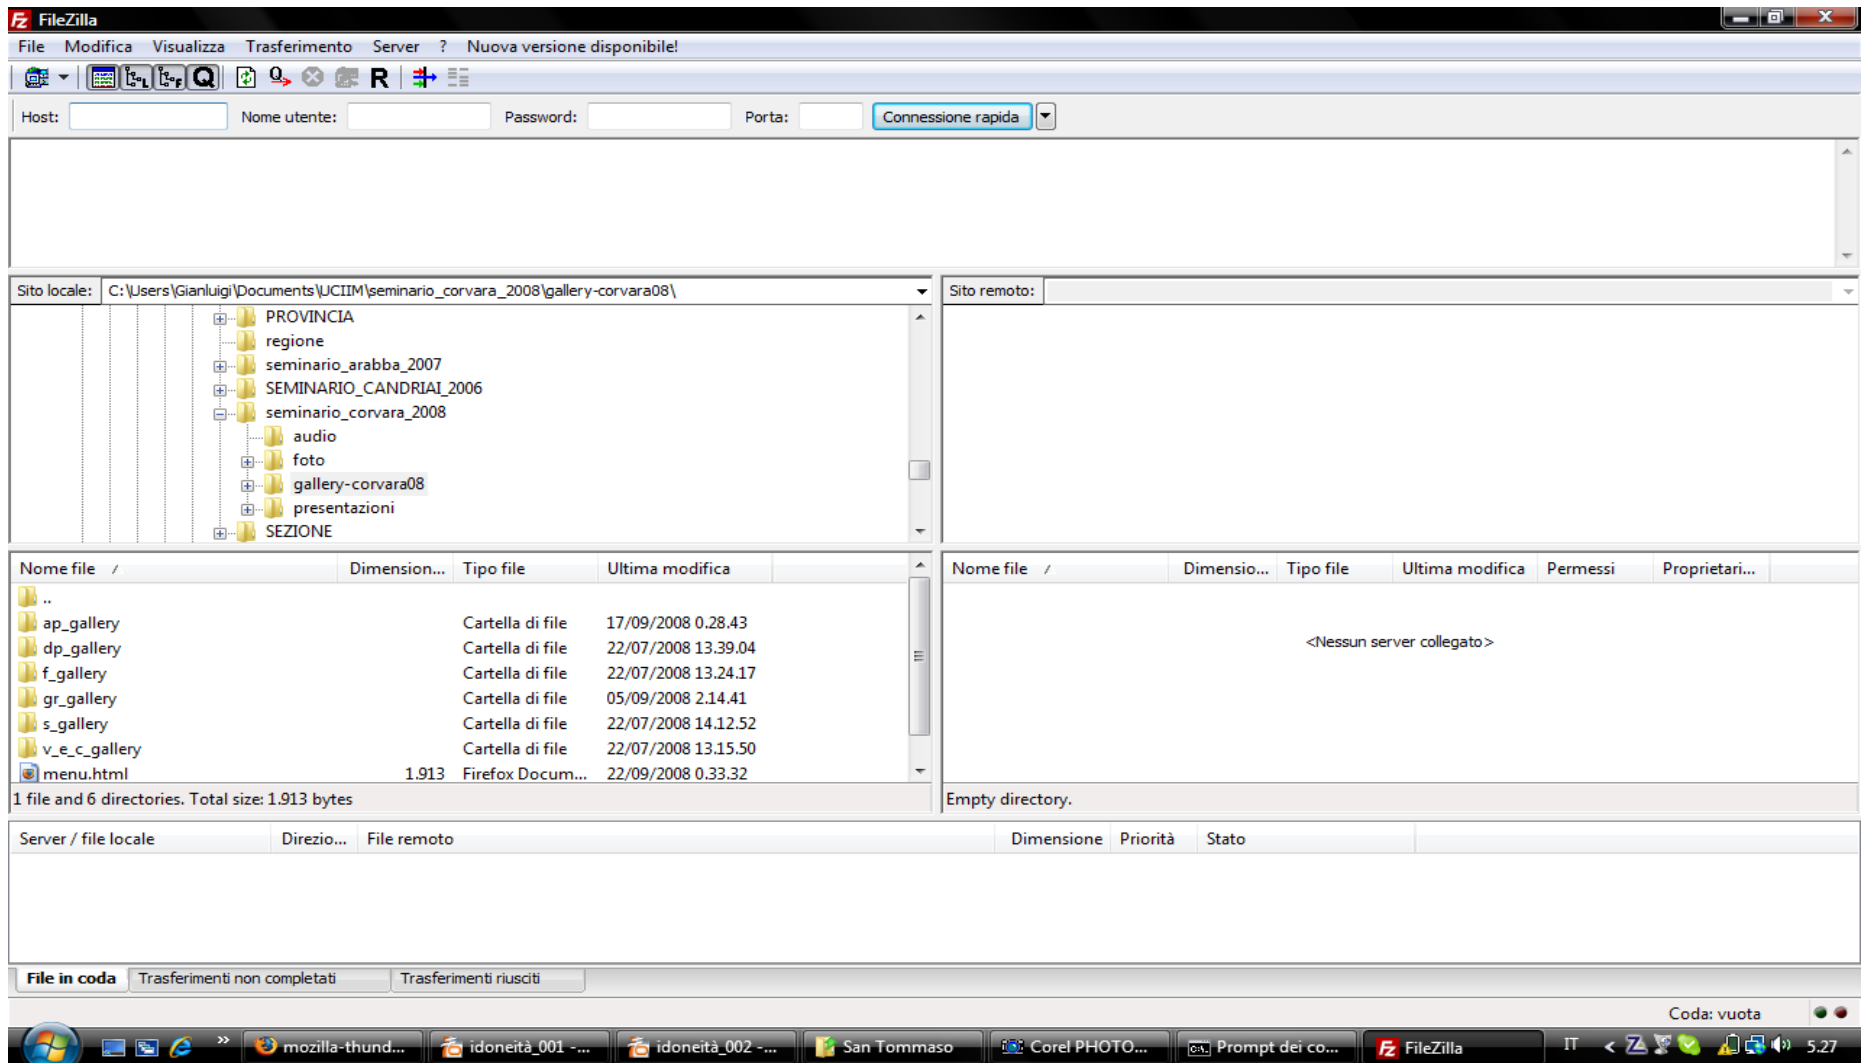 FileZilla
File Modifica Visualizza Trasferimento Server ? Nuova versione disponibile!
Host: Nome utente: Password: Porta: Connessione rapida
Sito locale: C:\Users\Gianluigi\Documents\UCIIM\seminario_corvara_2008\gallery-corvara08\
Sito remoto:
PROVINCIA
regione
seminario_arabba_2007
SEMINARIO_CANDRIAI_2006
seminario_corvara_2008
audio
foto
gallery-corvara08
presentazioni
SEZIONE
Nome file Dimension... Tipo file Ultima modifica
..
ap_gallery Cartella di file 17/09/2008 0.28.43
dp_gallery Cartella di file 22/07/2008 13.39.04
f_gallery Cartella di file 22/07/2008 13.24.17
gr_gallery Cartella di file 05/09/2008 2.14.41
s_gallery Cartella di file 22/07/2008 14.12.52
v_e_c_gallery Cartella di file 22/07/2008 13.15.50
menu.html 1.913 Firefox Docum... 22/09/2008 0.33.32
1 file and 6 directories. Total size: 1.913 bytes
Nome file Dimensio... Tipo file Ultima modifica Permessi Proprietari...
<Nessun server collegato>
Empty directory.
Server / file locale Direzio... File remoto Dimensione Priorità Stato
File in coda Trasferimenti non completati Trasferimenti riusciti
Coda: vuota
mozilla-thund... idoneità_001 -... idoneità_002 -... San Tommaso Corel PHOTO... Prompt dei co... FileZilla IT 5.27